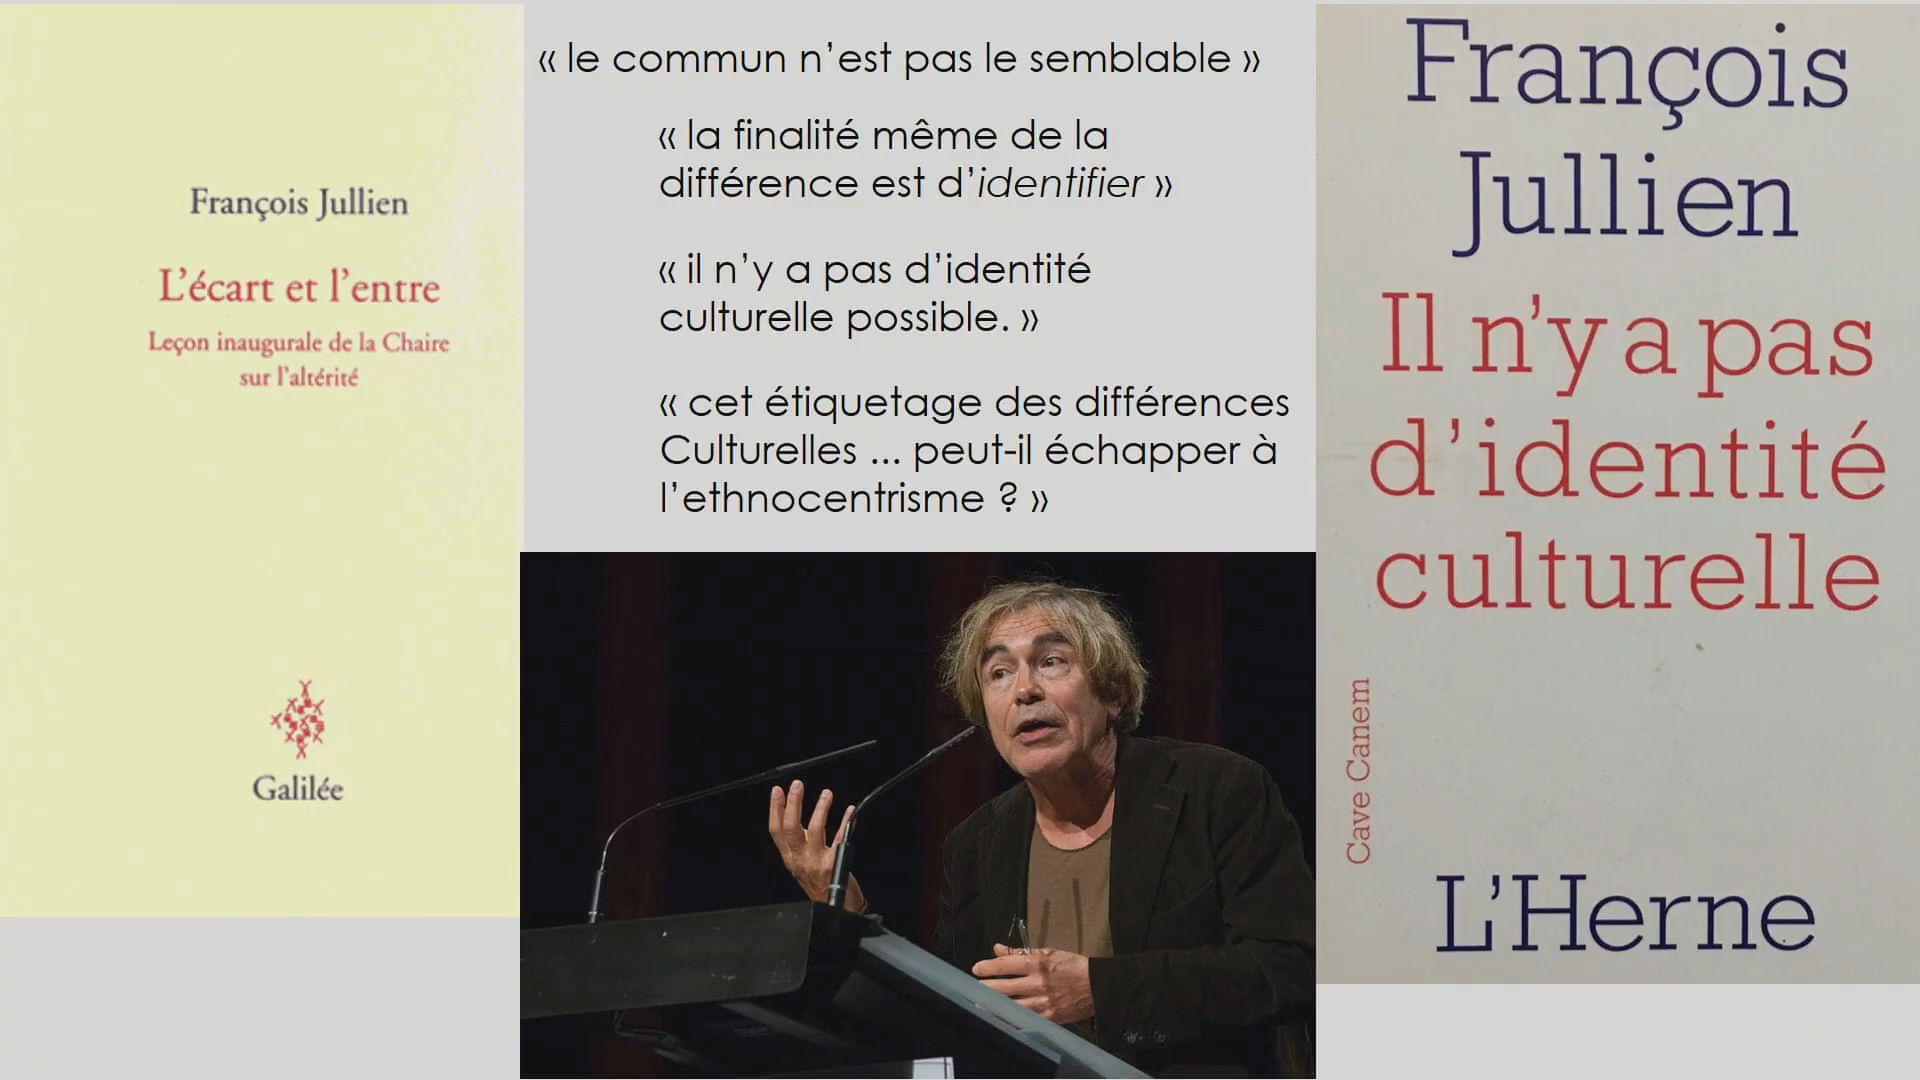 François Jullien
L'écart et l'entre
Leçon inaugurale de la Chaire
sur l'altérité
Galilée
« le commun n'est pas le semblable »
« la finalité même de la
différence est d'identifier »
« il n'y a pas d'identité
culturelle possible. »
« cet étiquetage des différences
Culturelles ... peut-il échapper à
l'ethnocentrisme ? »
François
Jullien
Il n'y a pas
d'identité
culturelle
Cave Canem
L'Herne